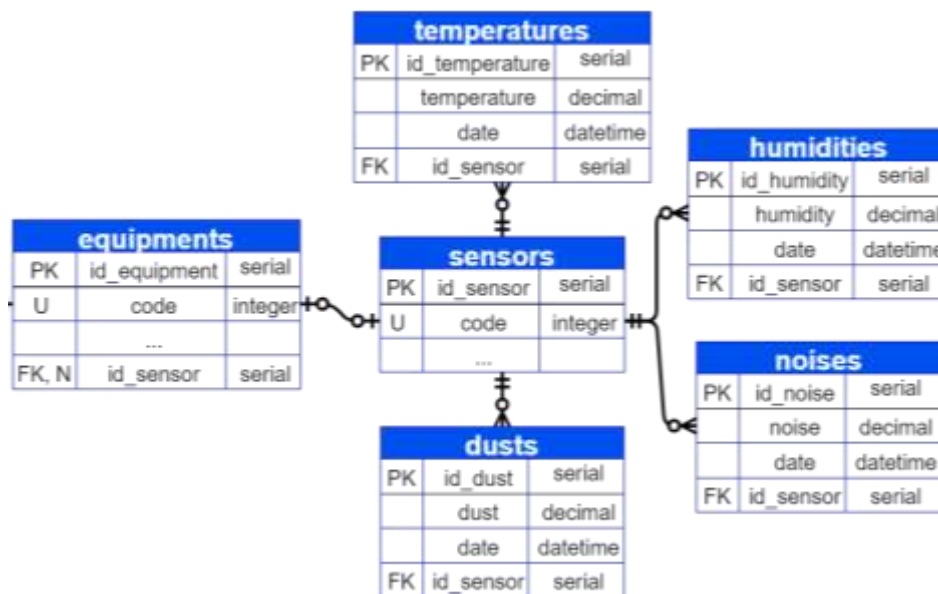 temperatures
PK id_temperature serial
temperature decimal
date datetime
FK id_sensor serial
humidities
PK id_humidity serial
humidity decimal
date datetime
FK id_sensor serial
equipments
PK id_equipment serial
U code integer
...
FK, N id_sensor serial
sensors
PK id_sensor serial
U code integer
...
noises
PK id_noise serial
noise decimal
date datetime
FK id_sensor serial
dusts
PK id_dust serial
dust decimal
date datetime
FK id_sensor serial